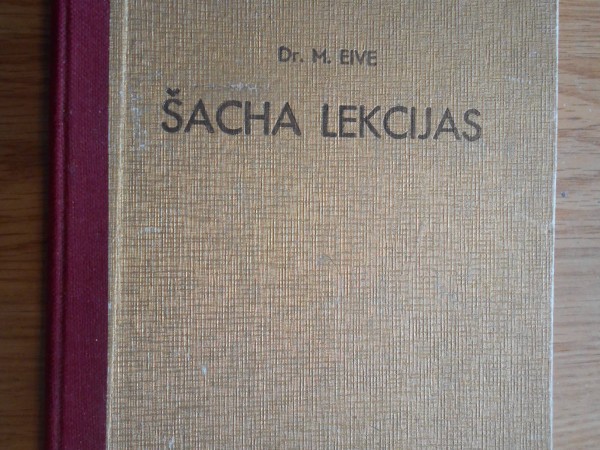 Dr. M. EIVE
ŠACHA LEKCIJAS